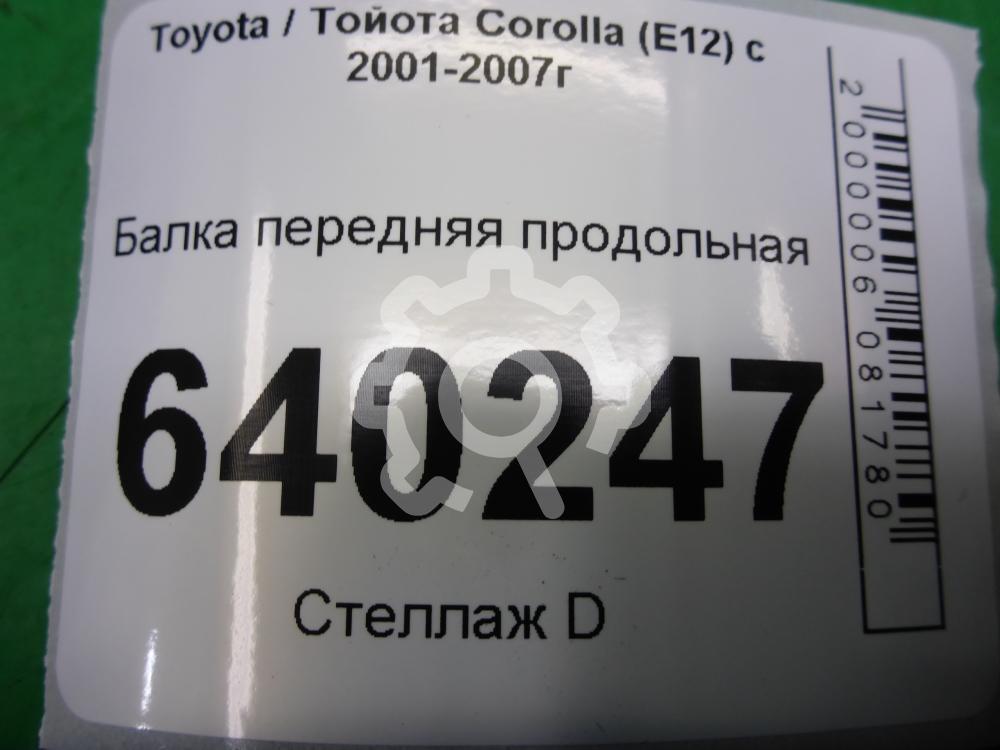 Toyota / Тойота Corolla (E12) с
2001-2007г
Балка передняя продольная
640247
Стеллаж D
2000006081780